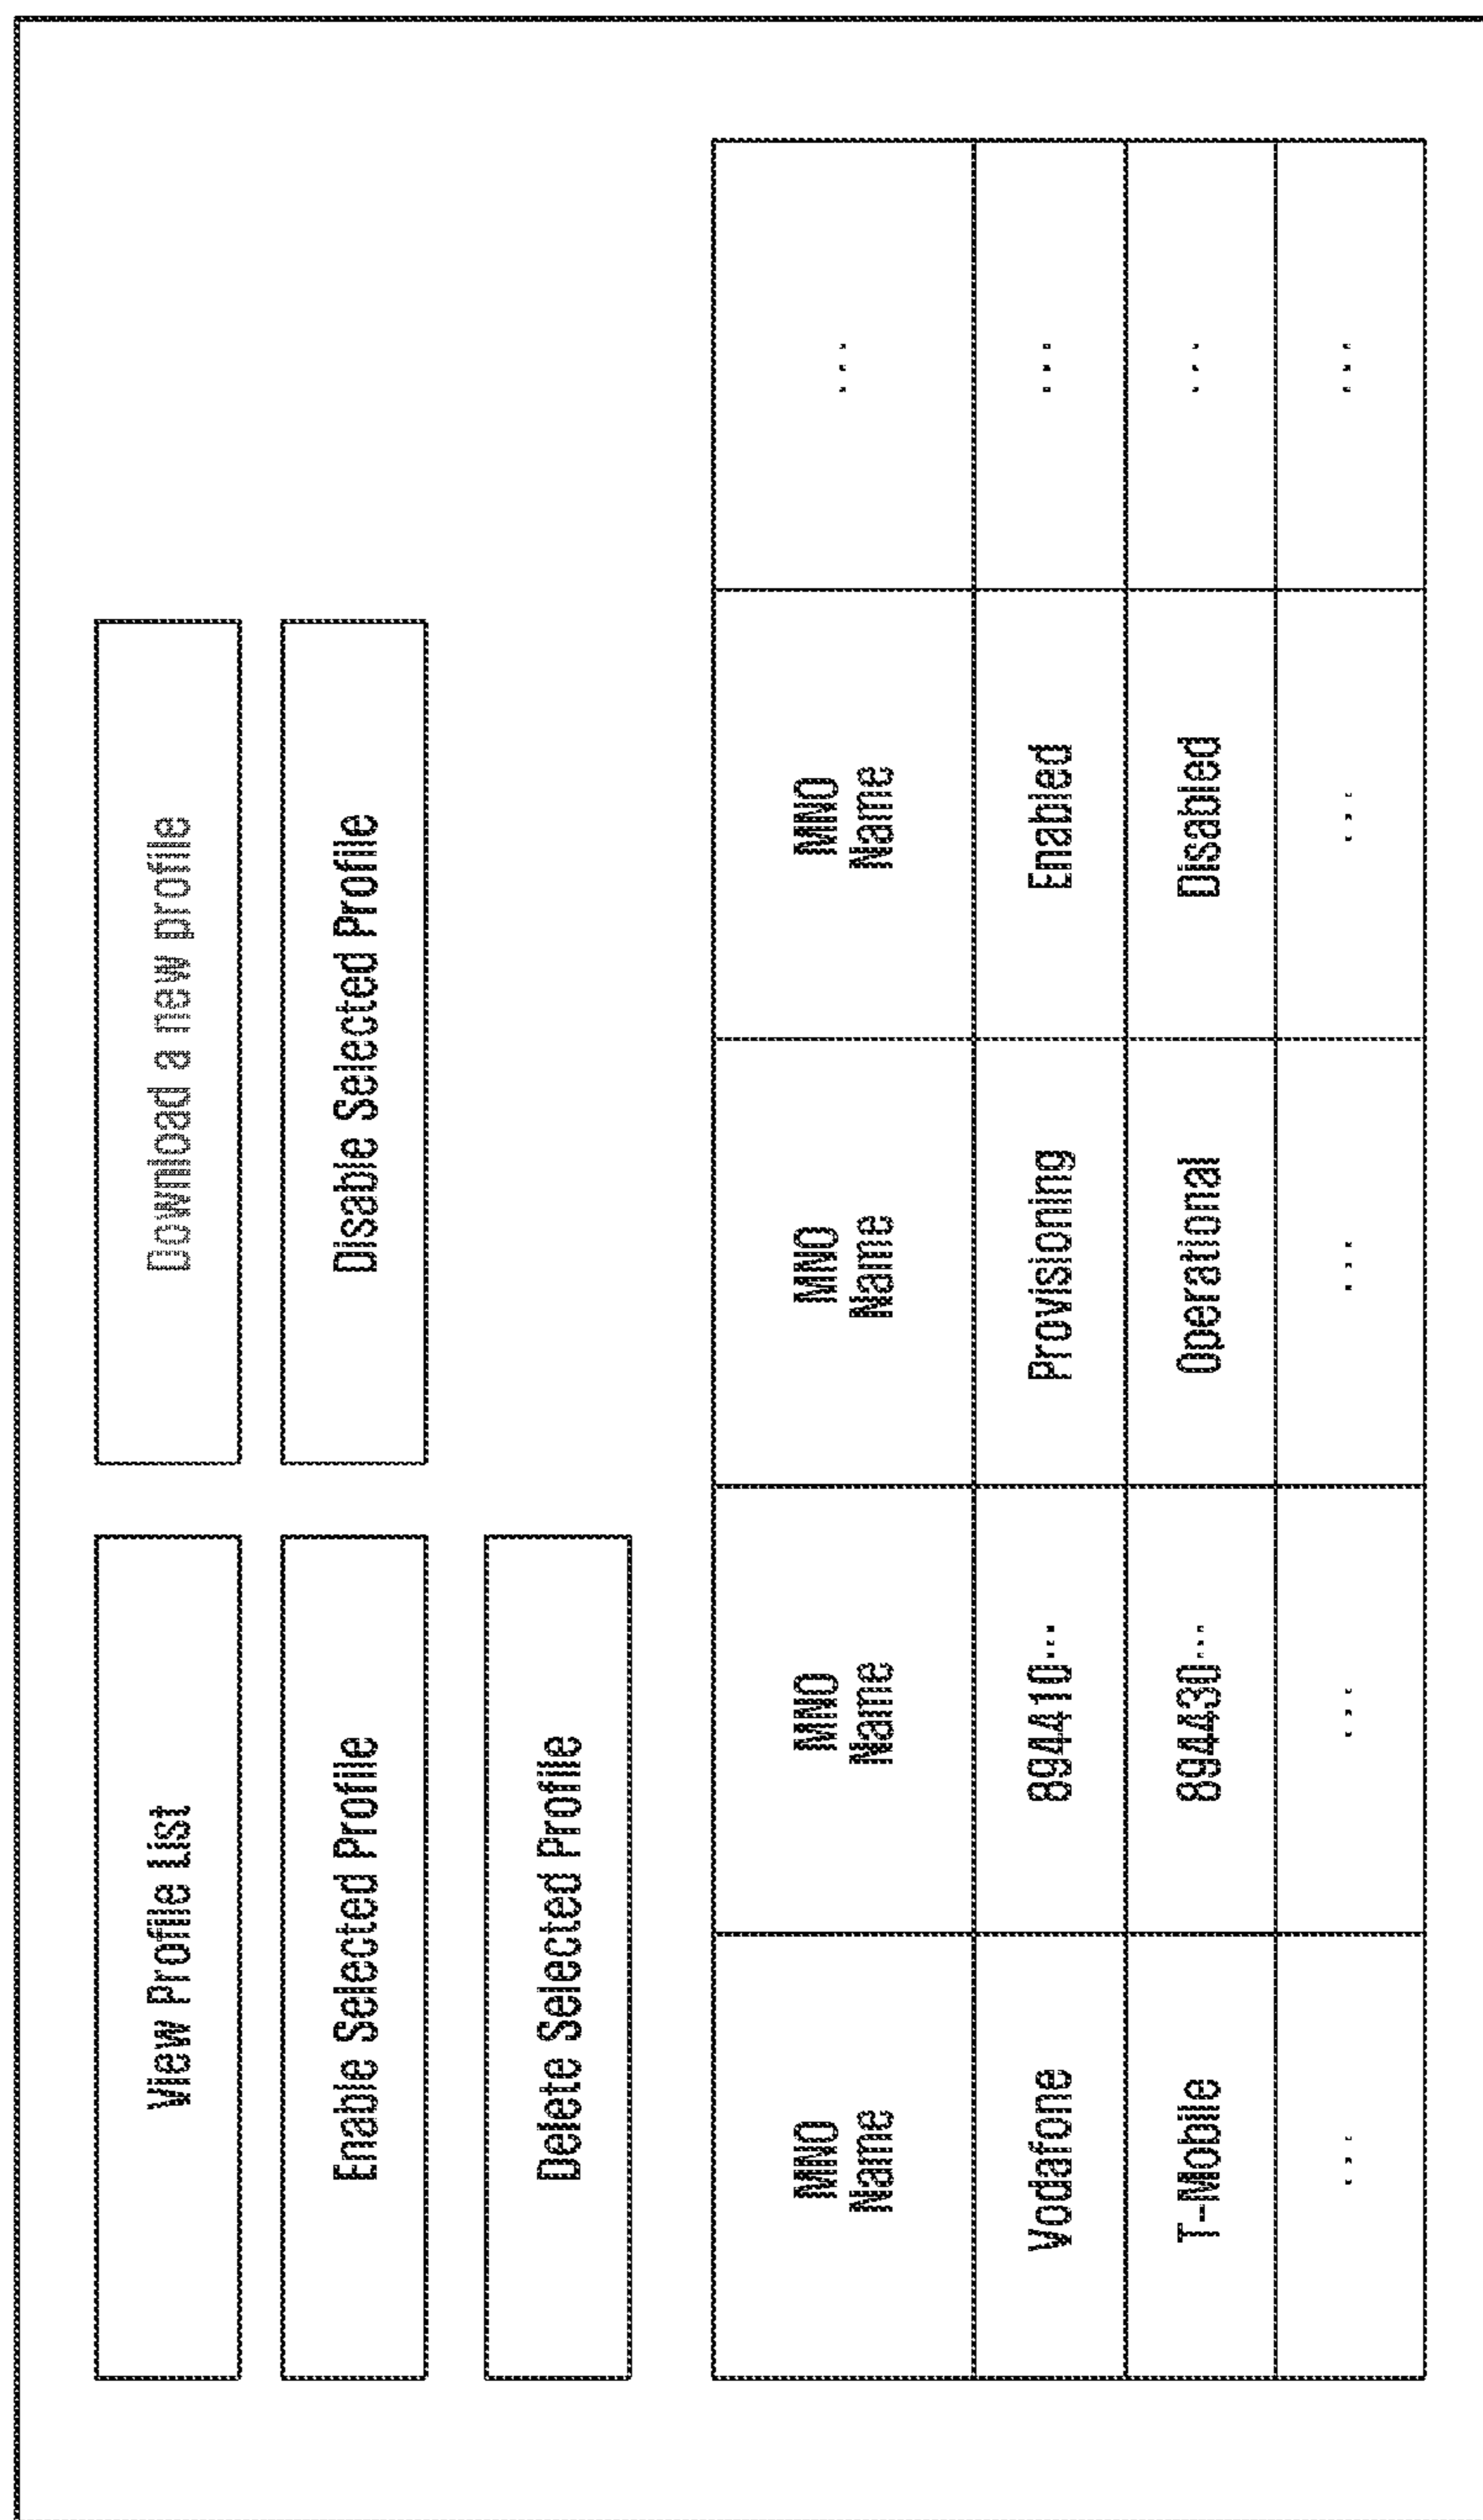 View Profile List
Download a new profile
Enable Selected Profile
Disable Selected Profile
Delete Selected Profile
MNO
Name
MNO
Name
MNO
Name
MNO
Name
...
Vodafone
894410...
Provisioning
Enabled
...
T-Mobile
894430...
Operational
Disabled
...
...
...
...
...
...